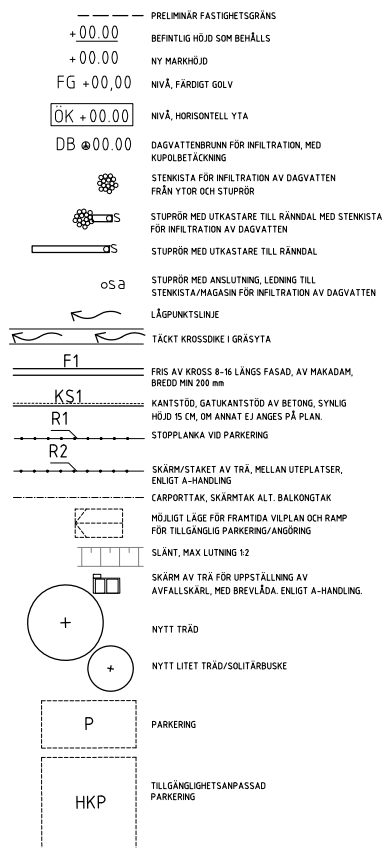 PRELIMINÄR FASTIGHETSGRÄNS
+00.00 BEFINTLIG HÖJD SOM BEHÅLLS
+00.00 NY MARKHÖJD
FG +00,00 NIVÅ, FÄRDIGT GOLV
ÖK +00.00 NIVÅ, HORISONTELL YTA
DB 00.00 DAGVATTENBRUNN FÖR INFILTRATION, MED
KUPOLBETÄCKNING
STENKISTA FÖR INFILTRATION AV DAGVATTEN
FRÅN YTOR OCH STUPRÖR
S STUPRÖR MED UTKASTARE TILL RÄNNDAL MED STENKISTA
FÖR INFILTRATION AV DAGVATTEN
S STUPRÖR MED UTKASTARE TILL RÄNNDAL
sa STUPRÖR MED ANSLUTNING, LEDNING TILL
STENKISTA/MAGASIN FÖR INFILTRATION AV DAGVATTEN
LÅGPUNKTSLINJE
TÄCKT KROSSDIKE I GRÄSYTA
F1 FRIS AV KROSS 8-16 LÄNGS FASAD, AV MAKADAM,
BREDD MIN 200 mm
KS1 KANTSTÖD, GATUKANTSTÖD AV BETONG, SYNLIG
HÖJD 15 CM, OM ANNAT EJ ANGES PÅ PLAN.
R1 STOPPLANKA VID PARKERING
R2 SKÄRM/STAKET AV TRÄ, MELLAN UTEPLATSER,
ENLIGT A-HANDLING
CARPORTTAK, SKÄRMTAK ALT. BALKONGTAK
MÖJLIGT LÄGE FÖR FRAMTIDA VILPLAN OCH RAMP
FÖR TILLGÄNGLIG PARKERING/ANGÖRING
SLÄNT, MAX LUTNING 1:2
SKÄRM AV TRÄ FÖR UPPSTÄLLNING AV
AVFALLSKÄRL, MED BREVLÅDA. ENLIGT A-HANDLING.
NYTT TRÄD
NYTT LITET TRÄD/SOLITÄRBUSKE
P PARKERING
HKP TILLGÄNGLIGHETSANPASSAD
PARKERING